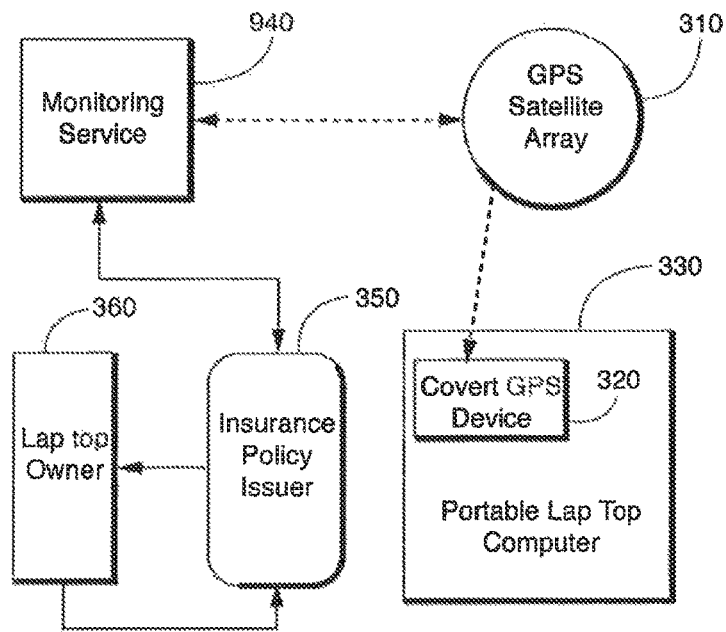 940
310
Monitoring
Service
GPS
Satellite
Array
330
360
350
Covert GPS
Device
320
Lap top
Owner
Insurance
Policy
Issuer
Portable Lap Top
Computer